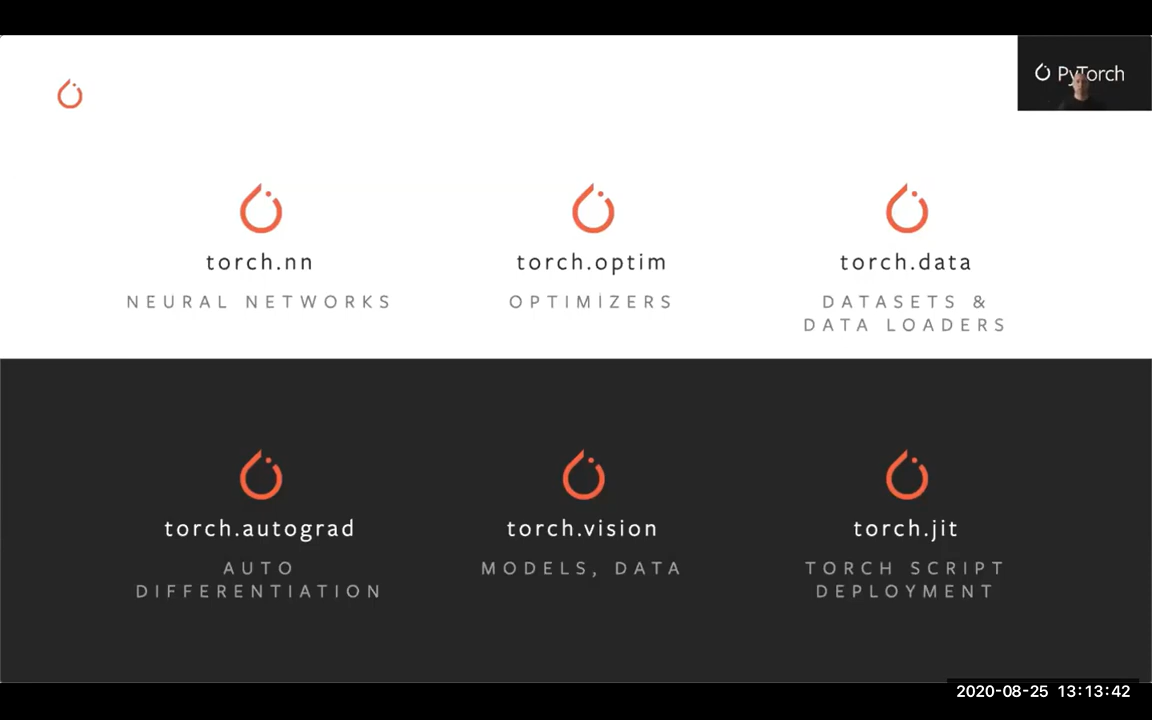 PyTorch
torch.nn
NEURAL NETWORKS
torch.optim
OPTIMIZERS
torch.data
DATASETS &
DATA LOADERS
torch.autograd
AUTO
DIFFERENTIATION
torch.vision
MODELS, DATA
torch.jit
TORCH SCRIPT
DEPLOYMENT
2020-08-25 13:13:42